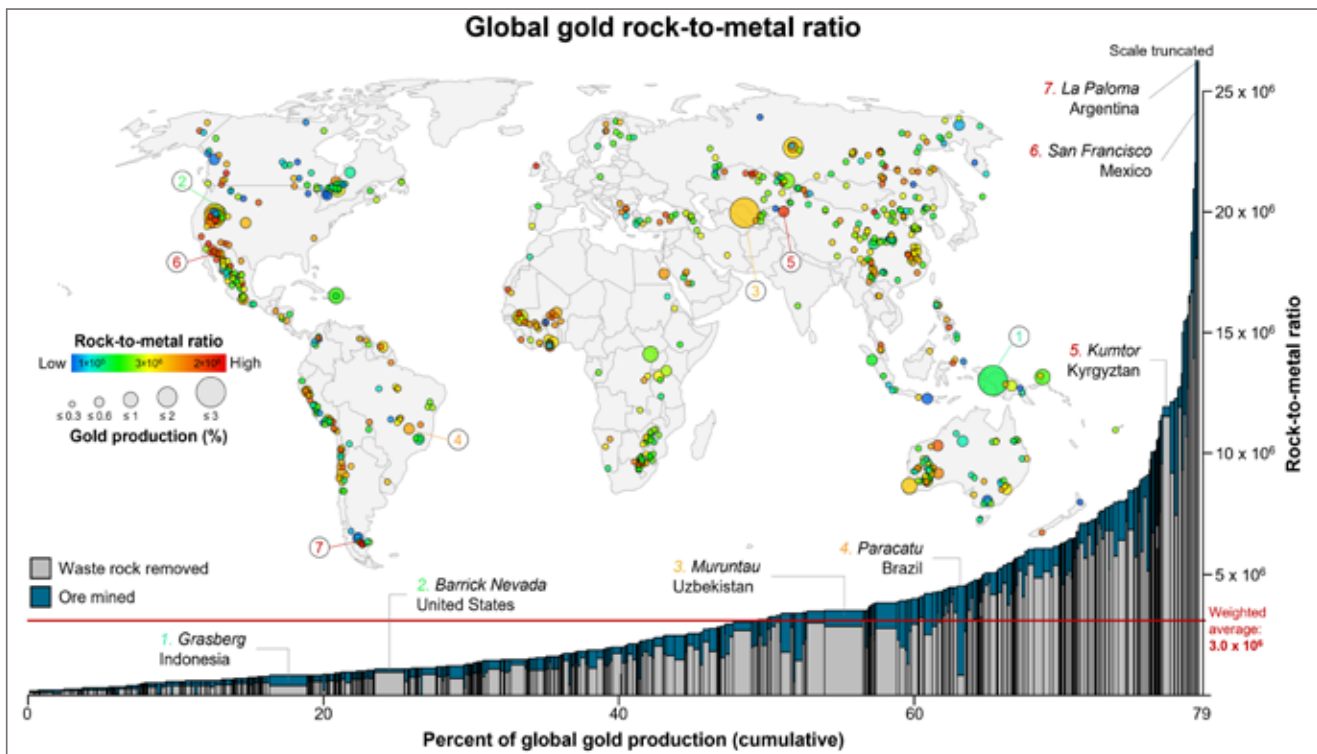 Global gold rock-to-metal ratio
Scale truncated
7. La Paloma
Argentina
25 x 10⁶
6. San Francisco
Mexico
20 x 10⁶
2
6
5
3
1
4
7
Rock-to-metal ratio
Low
High
≤ 0.3
≤ 0.6
≤ 1
≤ 2
≤ 3
Gold production (%)
15 x 10⁶
5. Kumtor
Kyrgyztan
Rock-to-metal ratio
10 x 10⁶
Waste rock removed
Ore mined
2. Barrick Nevada
United States
3. Muruntau
Uzbekistan
4. Paracatu
Brazil
5 x 10⁶
1. Grasberg
Indonesia
Weighted
average:
3.0 x 10⁶
0
20
40
60
79
Percent of global gold production (cumulative)